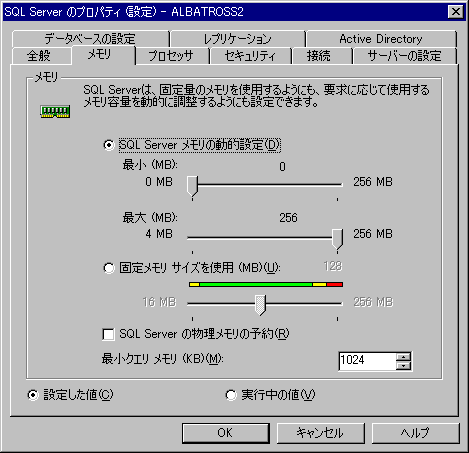 SQL Server のプロパティ (設定) - ALBATROSS2
データベースの設定 レプリケーション Active Directory
全般 メモリ プロセッサ セキュリティ 接続 サーバーの設定
メモリ
SQL Serverは、固定量のメモリを使用するようにも、要求に応じて使用する
メモリ容量を動的に調整するようにも設定できます。
SQL Server メモリの動的設定(D)
最小 (MB): 0
0 MB 256 MB
最大 (MB): 256
4 MB 256 MB
固定メモリ サイズを使用 (MB)(U): 128
16 MB 256 MB
SQL Server の物理メモリの予約(R)
最小クエリ メモリ (KB)(M): 1024
設定した値(C) 実行中の値(V)
OK キャンセル ヘルプ